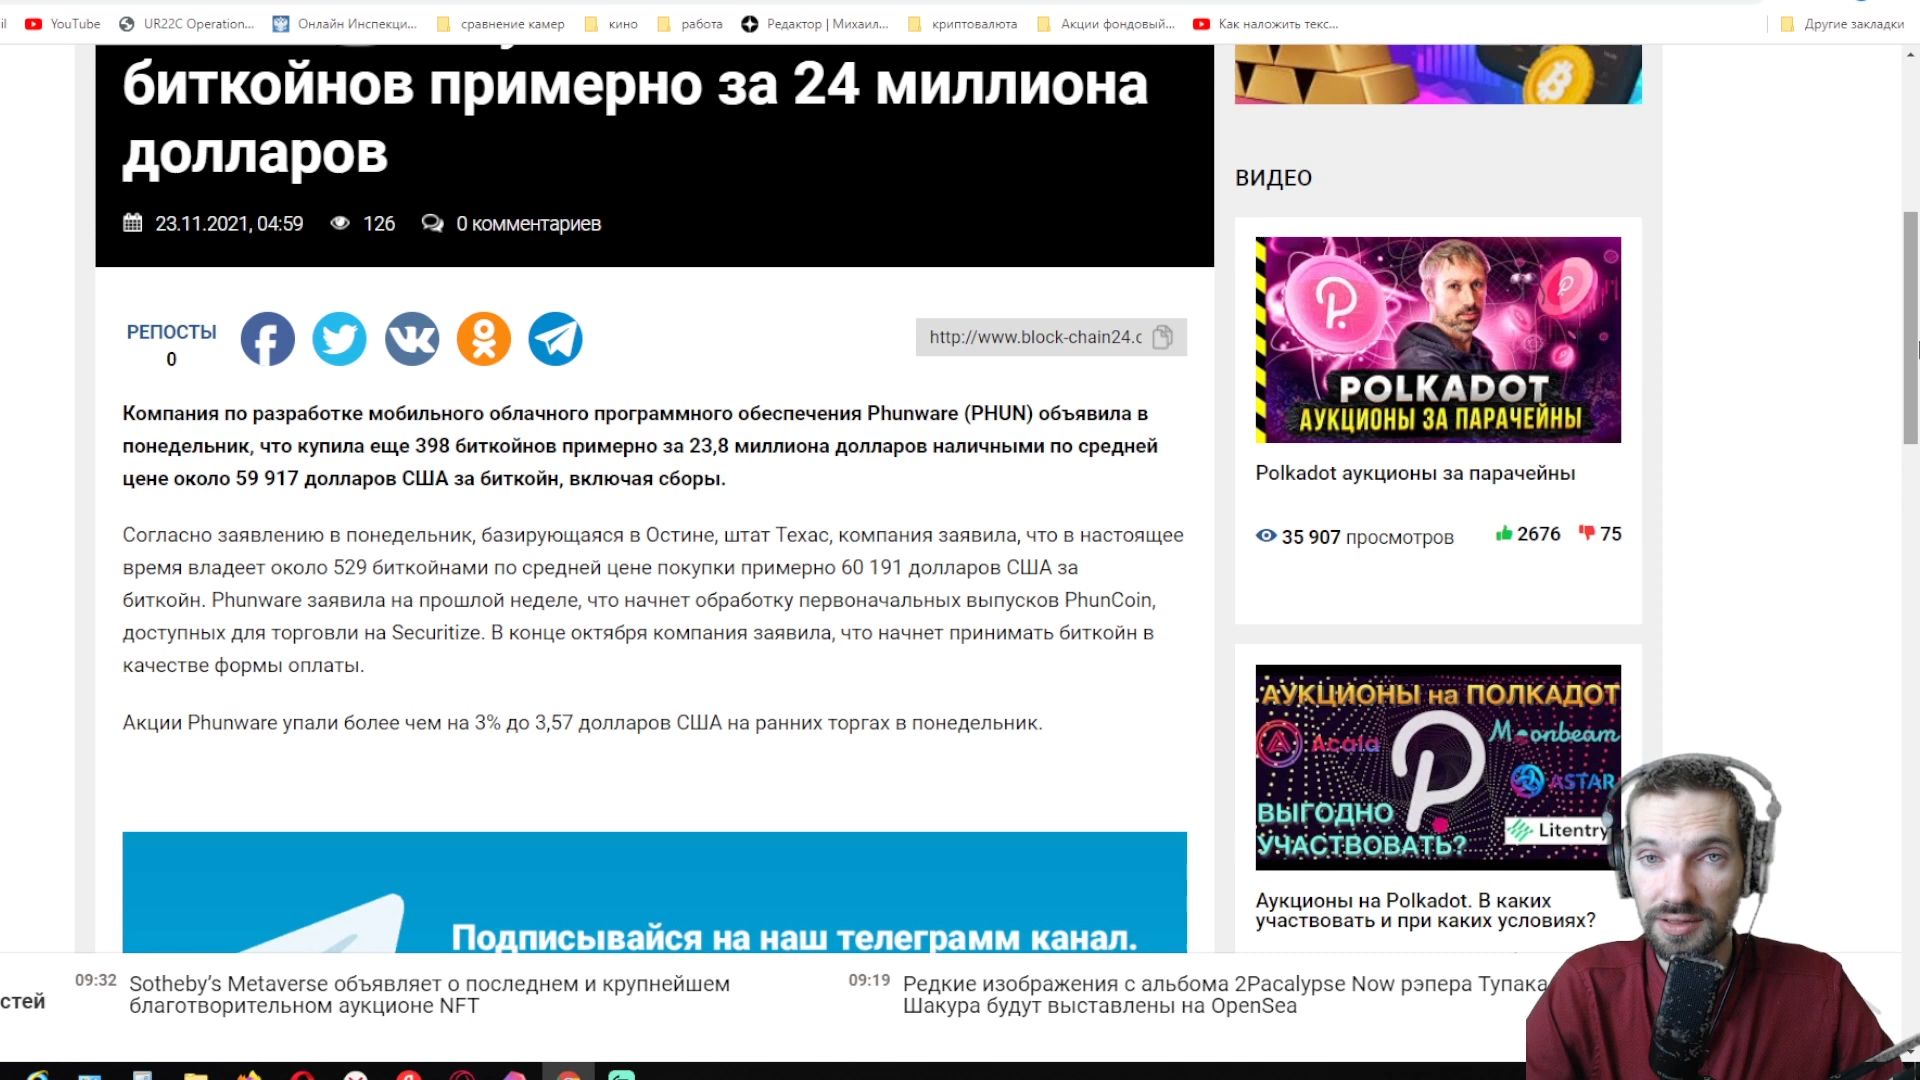 il
YouTube
UR22C Operation...
Онлайн Инспекци...
сравнение камер
кино
работа
Редактор | Михаил...
криптовалюта
Акции фондовый...
Как наложить текс...
Другие закладки
биткойнов примерно за 24 миллиона
долларов
23.11.2021, 04:59
126
0 комментариев
РЕПОСТЫ
0
http://www.block-chain24.c
Компания по разработке мобильного облачного программного обеспечения Phunware (PHUN) объявила в
понедельник, что купила еще 398 биткойнов примерно за 23,8 миллиона долларов наличными по средней
цене около 59 917 долларов США за биткойн, включая сборы.
Согласно заявлению в понедельник, базирующаяся в Остине, штат Техас, компания заявила, что в настоящее
время владеет около 529 биткойнами по средней цене покупки примерно 60 191 долларов США за
биткойн. Phunware заявила на прошлой неделе, что начнет обработку первоначальных выпусков PhunCoin,
доступных для торговли на Securitize. В конце октября компания заявила, что начнет принимать биткойн в
качестве формы оплаты.
Акции Phunware упали более чем на 3% до 3,57 долларов США на ранних торгах в понедельник.
Подписывайся на наш телеграмм канал.
ВИДЕО
POLKADOT
АУКЦИОНЫ ЗА ПАРАЧЕЙНЫ
Polkadot аукционы за парачейны
35 907 просмотров
2676
75
АУКЦИОНЫ на ПОЛКАДОТ
Acala
Moonbeam
ASTAR
ВЫГОДНО
Litentry
УЧАСТВОВАТЬ?
Аукционы на Polkadot. В каких
участвовать и при каких условиях?
стей
09:32
Sotheby's Metaverse объявляет о последнем и крупнейшем
благотворительном аукционе NFT
09:19
Редкие изображения с альбома 2Pacalypse Now рэпера Тупака
Шакура будут выставлены на OpenSea